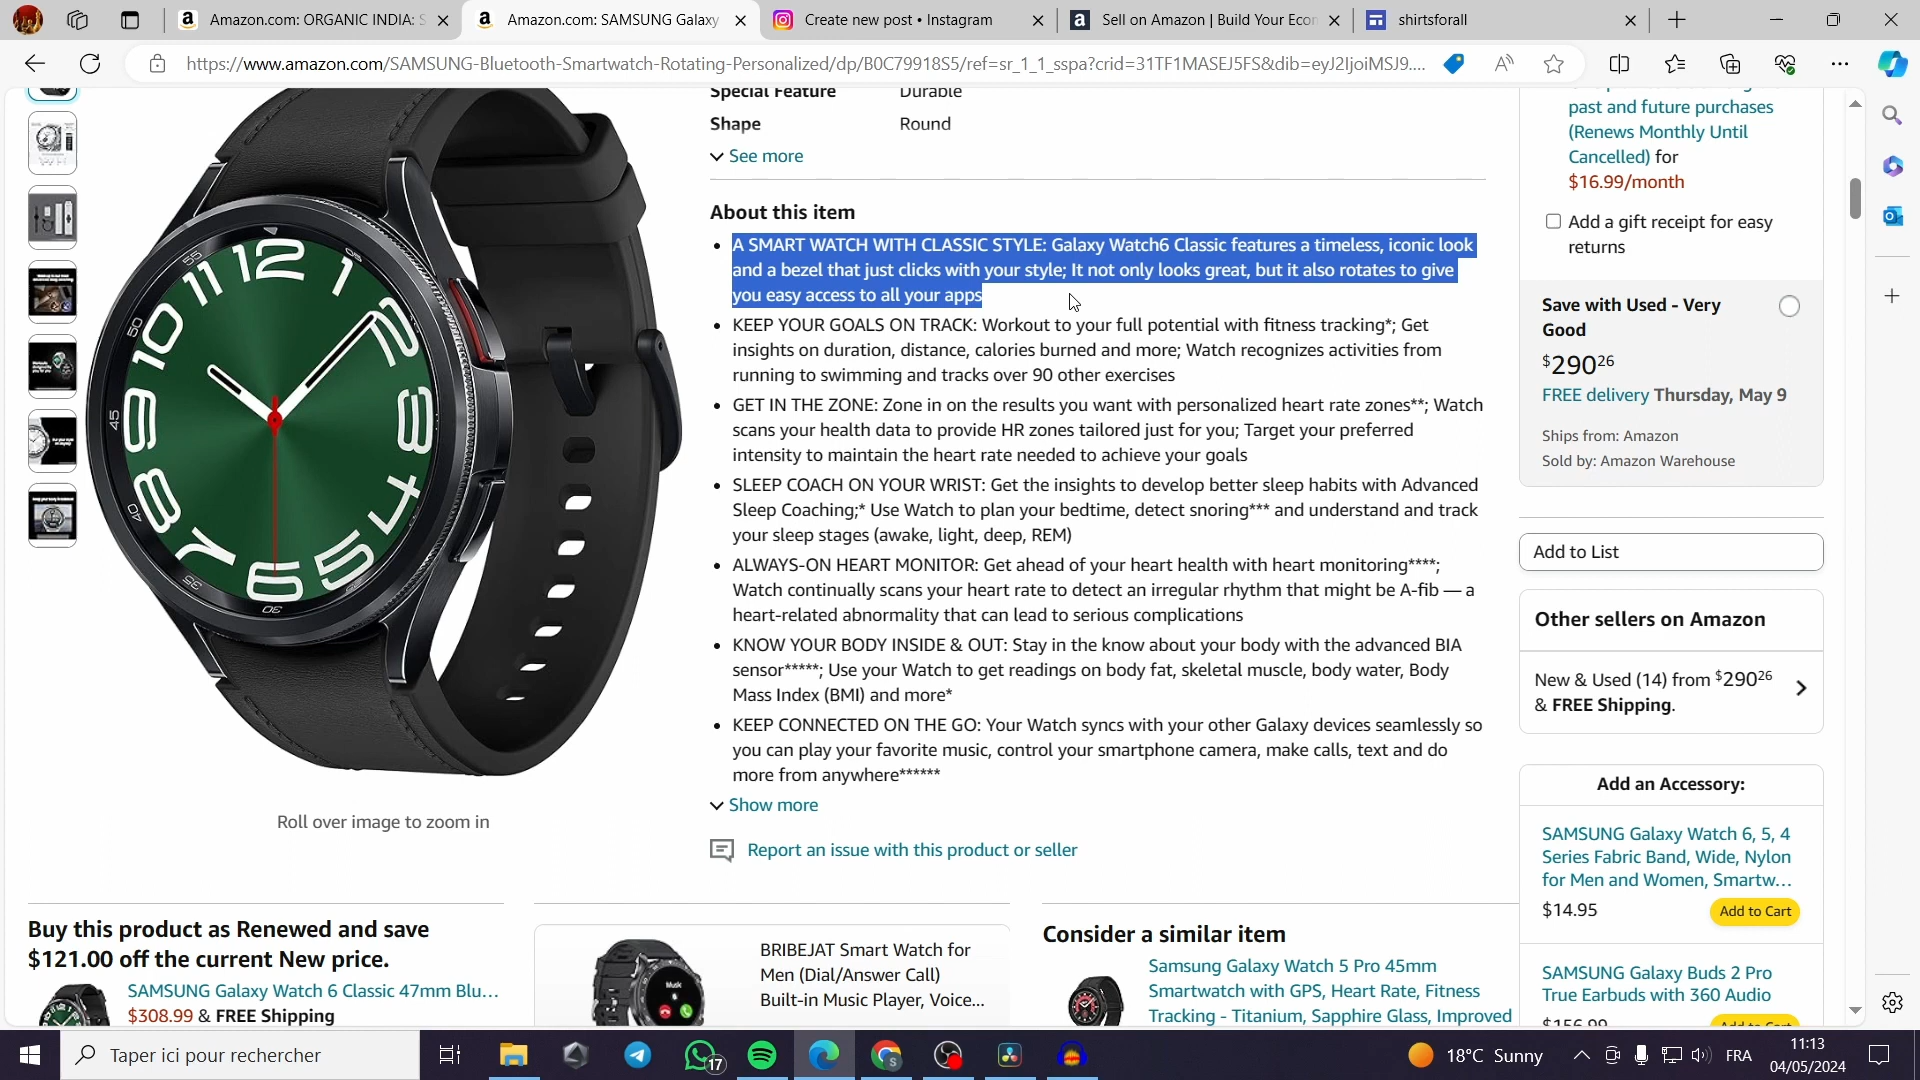 Amazon.com: ORGANIC INDIA: S
Amazon.com: SAMSUNG Galaxy
Create new post • Instagram
Sell on Amazon | Build Your Econ
shirtsforall
https://www.amazon.com/SAMSUNG-Bluetooth-Smartwatch-Rotating-Personalized/dp/B0C79918S5/ref=sr_1_1_sspa?crid=31TF1MASEJ5FS&dib=eyJ2IjoiMSJ9....
Special Feature Durable
Shape Round
See more
About this item
• A SMART WATCH WITH CLASSIC STYLE: Galaxy Watch6 Classic features a timeless, iconic look
and a bezel that just clicks with your style; It not only looks great, but it also rotates to give
you easy access to all your apps
• KEEP YOUR GOALS ON TRACK: Workout to your full potential with fitness tracking*; Get
insights on duration, distance, calories burned and more; Watch recognizes activities from
running to swimming and tracks over 90 other exercises
• GET IN THE ZONE: Zone in on the results you want with personalized heart rate zones**; Watch
scans your health data to provide HR zones tailored just for you; Target your preferred
intensity to maintain the heart rate needed to achieve your goals
• SLEEP COACH ON YOUR WRIST: Get the insights to develop better sleep habits with Advanced
Sleep Coaching;* Use Watch to plan your bedtime, detect snoring*** and understand and track
your sleep stages (awake, light, deep, REM)
• ALWAYS-ON HEART MONITOR: Get ahead of your heart health with heart monitoring****;
Watch continually scans your heart rate to detect an irregular rhythm that might be A-fib — a
heart-related abnormality that can lead to serious complications
• KNOW YOUR BODY INSIDE & OUT: Stay in the know about your body with the advanced BIA
sensor*****; Use your Watch to get readings on body fat, skeletal muscle, body water, Body
Mass Index (BMI) and more*
• KEEP CONNECTED ON THE GO: Your Watch syncs with your other Galaxy devices seamlessly so
you can play your favorite music, control your smartphone camera, make calls, text and do
more from anywhere******
Show more
Report an issue with this product or seller
12
1
2
3
4
5
6
7
8
9
10
55
50
45
40
35
30
Roll over image to zoom in
past and future purchases
(Renews Monthly Until
Cancelled) for
$16.99/month
Add a gift receipt for easy
returns
Save with Used - Very
Good
$290 26
FREE delivery Thursday, May 9
Ships from: Amazon
Sold by: Amazon Warehouse
Add to List
Other sellers on Amazon
New & Used (14) from $290 26
& FREE Shipping.
Add an Accessory:
SAMSUNG Galaxy Watch 6, 5, 4
Series Fabric Band, Wide, Nylon
for Men and Women, Smartw...
$14.95
Add to Cart
SAMSUNG Galaxy Buds 2 Pro
True Earbuds with 360 Audio
$156.99
Add to Cart
Buy this product as Renewed and save
$121.00 off the current New price.
SAMSUNG Galaxy Watch 6 Classic 47mm Blu...
$308.99 & FREE Shipping
BRIBEJAT Smart Watch for
Men (Dial/Answer Call)
Built-in Music Player, Voice...
Music
Consider a similar item
Samsung Galaxy Watch 5 Pro 45mm
Smartwatch with GPS, Heart Rate, Fitness
Tracking - Titanium, Sapphire Glass, Improved
Taper ici pour rechercher
17
18°C Sunny
FRA
11:13
04/05/2024